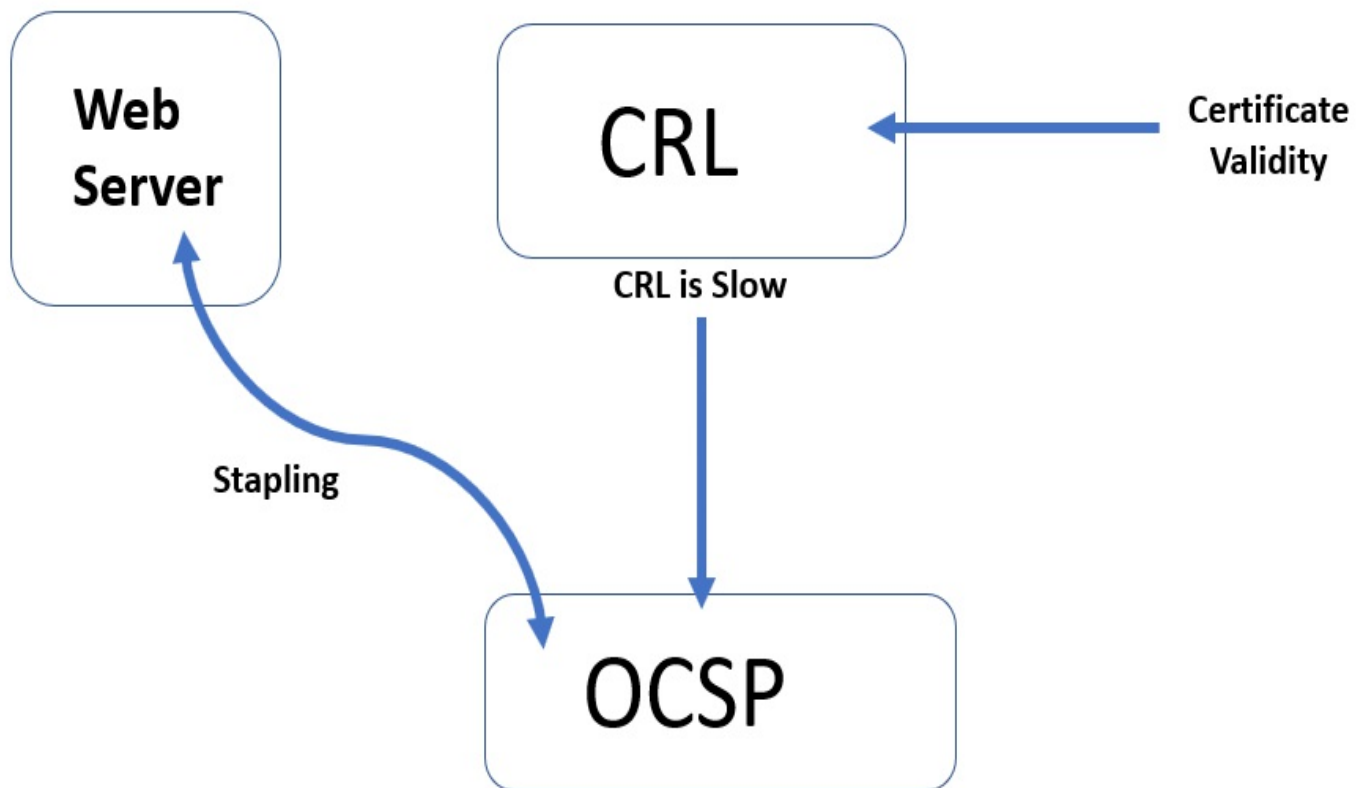 Web
Server
CRL
Certificate
Validity
CRL is Slow
Stapling
OCSP